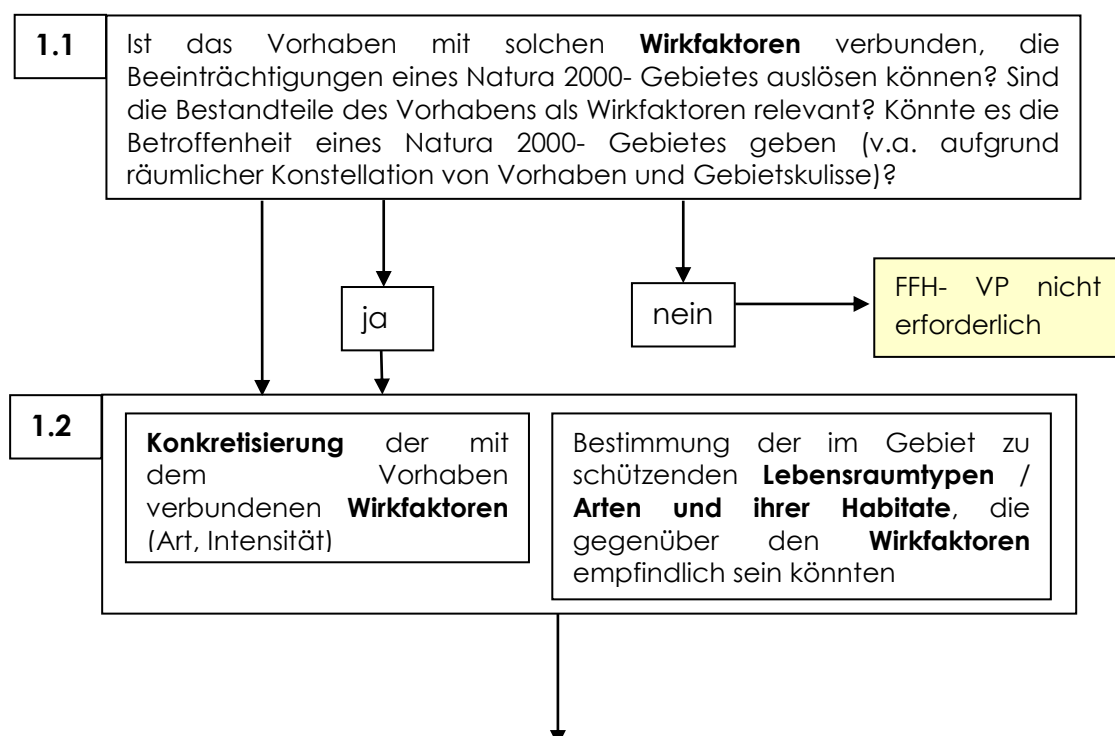 1.1
Ist das Vorhaben mit solchen Wirkfaktoren verbunden, die
Beeinträchtigungen eines Natura 2000- Gebietes auslösen können? Sind
die Bestandteile des Vorhabens als Wirkfaktoren relevant? Könnte es die
Betroffenheit eines Natura 2000- Gebietes geben (v.a. aufgrund
räumlicher Konstellation von Vorhaben und Gebietskulisse)?
ja
nein
FFH- VP nicht
erforderlich
1.2
Konkretisierung der mit
dem Vorhaben
verbundenen Wirkfaktoren
(Art, Intensität)
Bestimmung der im Gebiet zu
schützenden Lebensraumtypen /
Arten und ihrer Habitate, die
gegenüber den Wirkfaktoren
empfindlich sein könnten